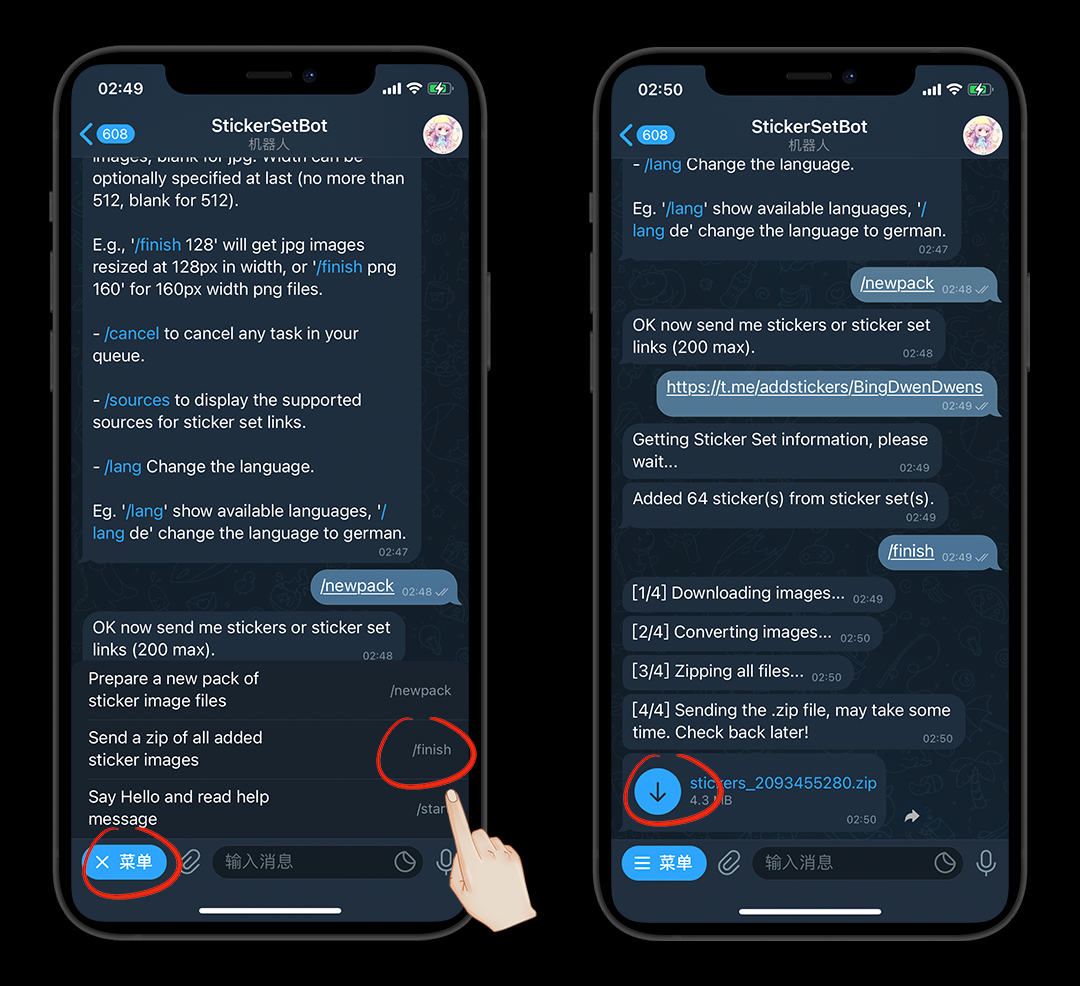 02:49
608
StickerSetBot
机器人
images, blank for jpg. Width can be
optionally specified at last (no more than
512, blank for 512).
E.g., '/finish 128' will get jpg images
resized at 128px in width, or '/finish png
160' for 160px width png files.
- /cancel to cancel any task in your
queue.
- /sources to display the supported
sources for sticker set links.
- /lang Change the language.
Eg. '/lang' show available languages, '/
lang de' change the language to german.
02:47
/newpack 02:48
OK now send me stickers or sticker set
links (200 max).
02:48
Prepare a new pack of
sticker image files
/newpack
Send a zip of all added
sticker images
/finish
Say Hello and read help
message
/star
菜单
输入消息
02:50
608
StickerSetBot
机器人
- /lang Change the language.
Eg. '/lang' show available languages, '/
lang de' change the language to german.
02:47
/newpack 02:48
OK now send me stickers or sticker set
links (200 max).
02:48
https://t.me/addstickers/BingDwenDwens
02:49
Getting Sticker Set information, please
wait...
02:49
Added 64 sticker(s) from sticker set(s).
02:49
/finish 02:49
[1/4] Downloading images... 02:49
[2/4] Converting images... 02:50
[3/4] Zipping all files... 02:50
[4/4] Sending the .zip file, may take some
time. Check back later!
02:50
stickers_2093455280.zip
4.3 MB
02:50
菜单
输入消息